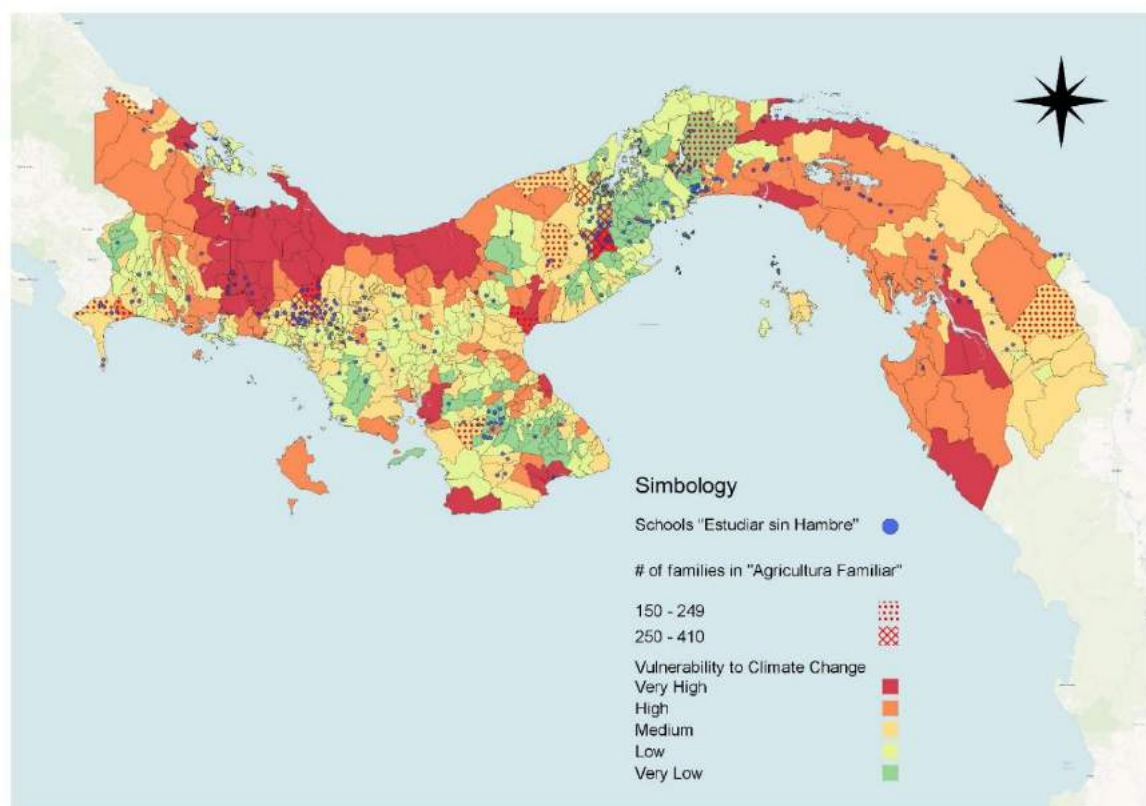 Simbology
Schools "Estudiar sin Hambre"
# of families in "Agricultura Familiar"
150 - 249
250 - 410
Vulnerability to Climate Change
Very High
High
Medium
Low
Very Low